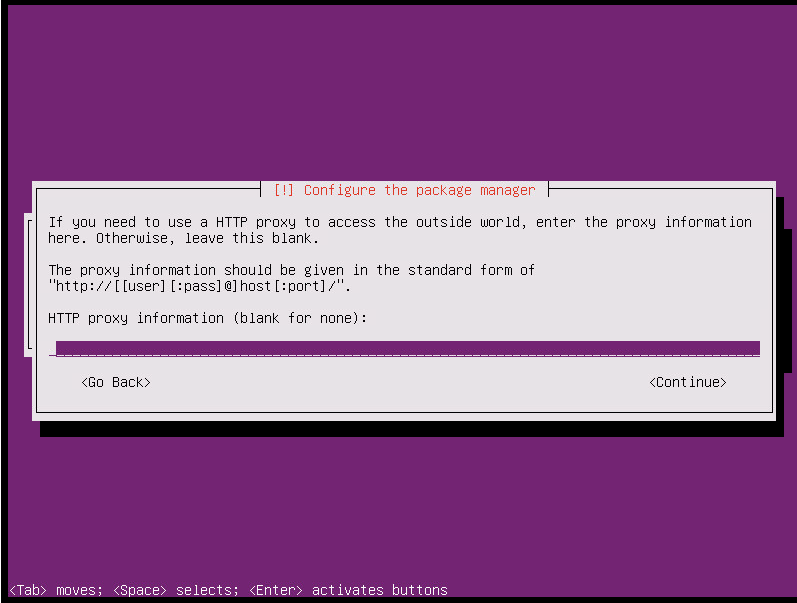 [!] Configure the package manager
If you need to use a HTTP proxy to access the outside world, enter the proxy information
here. Otherwise, leave this blank.
The proxy information should be given in the standard form of
"http://[[user][:pass]@]host[:port]/".
HTTP proxy information (blank for none):
<Go Back> <Continue>
<Tab> moves; <Space> selects; <Enter> activates buttons